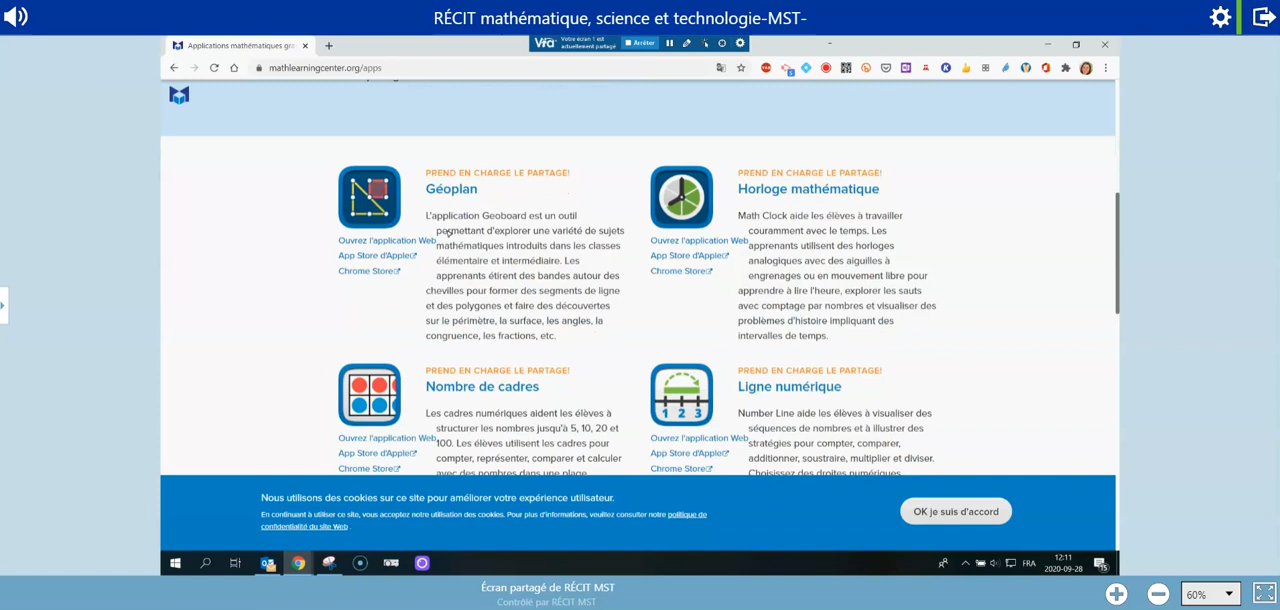 RÉCIT mathématique, science et technologie-MST-
Applications mathématiques gra
Via
Votre écran 1 est
actuellement partagé
Arrêter
mathlearningcenter.org/apps
PREND EN CHARGE LE PARTAGE!
Géoplan
L'application Geoboard est un outil
permettant d'explorer une variété de sujets
Ouvrez l'application Web
mathématiques introduits dans les classes
App Store d'Apple
élémentaire et intermédiaire. Les
Chrome Store
apprenants étirent des bandes autour des
chevilles pour former des segments de ligne
et des polygones et faire des découvertes
sur le périmètre, la surface, les angles, la
congruence, les fractions, etc.
PREND EN CHARGE LE PARTAGE!
Horloge mathématique
Math Clock aide les élèves à travailler
couramment avec le temps. Les
Ouvrez l'application Web
apprenants utilisent des horloges
App Store d'Apple
analogiques avec des aiguilles à
Chrome Store
engrenages ou en mouvement libre pour
apprendre à lire l'heure, explorer les sauts
avec comptage par nombres et visualiser des
problèmes d'histoire impliquant des
intervalles de temps.
PREND EN CHARGE LE PARTAGE!
Nombre de cadres
Les cadres numériques aident les élèves à
structurer les nombres jusqu'à 5, 10, 20 et
Ouvrez l'application Web
100. Les élèves utilisent les cadres pour
App Store d'Apple
compter, représenter, comparer et calculer
Chrome Store
avec des nombres dans une plage
PREND EN CHARGE LE PARTAGE!
Ligne numérique
1 2 3
Number Line aide les élèves à visualiser des
séquences de nombres et à illustrer des
Ouvrez l'application Web
stratégies pour compter, comparer,
App Store d'Apple
additionner, soustraire, multiplier et diviser.
Chrome Store
Choisissez des droites numériques
Nous utilisons des cookies sur ce site pour améliorer votre expérience utilisateur.
En continuant à utiliser ce site, vous acceptez notre utilisation des cookies. Pour plus d'informations, veuillez consulter notre politique de
confidentialité du site Web .
OK je suis d'accord
FRA
12:11
2020-09-28
Écran partagé de RÉCIT MST
Contrôlé par RÉCIT MST
60%